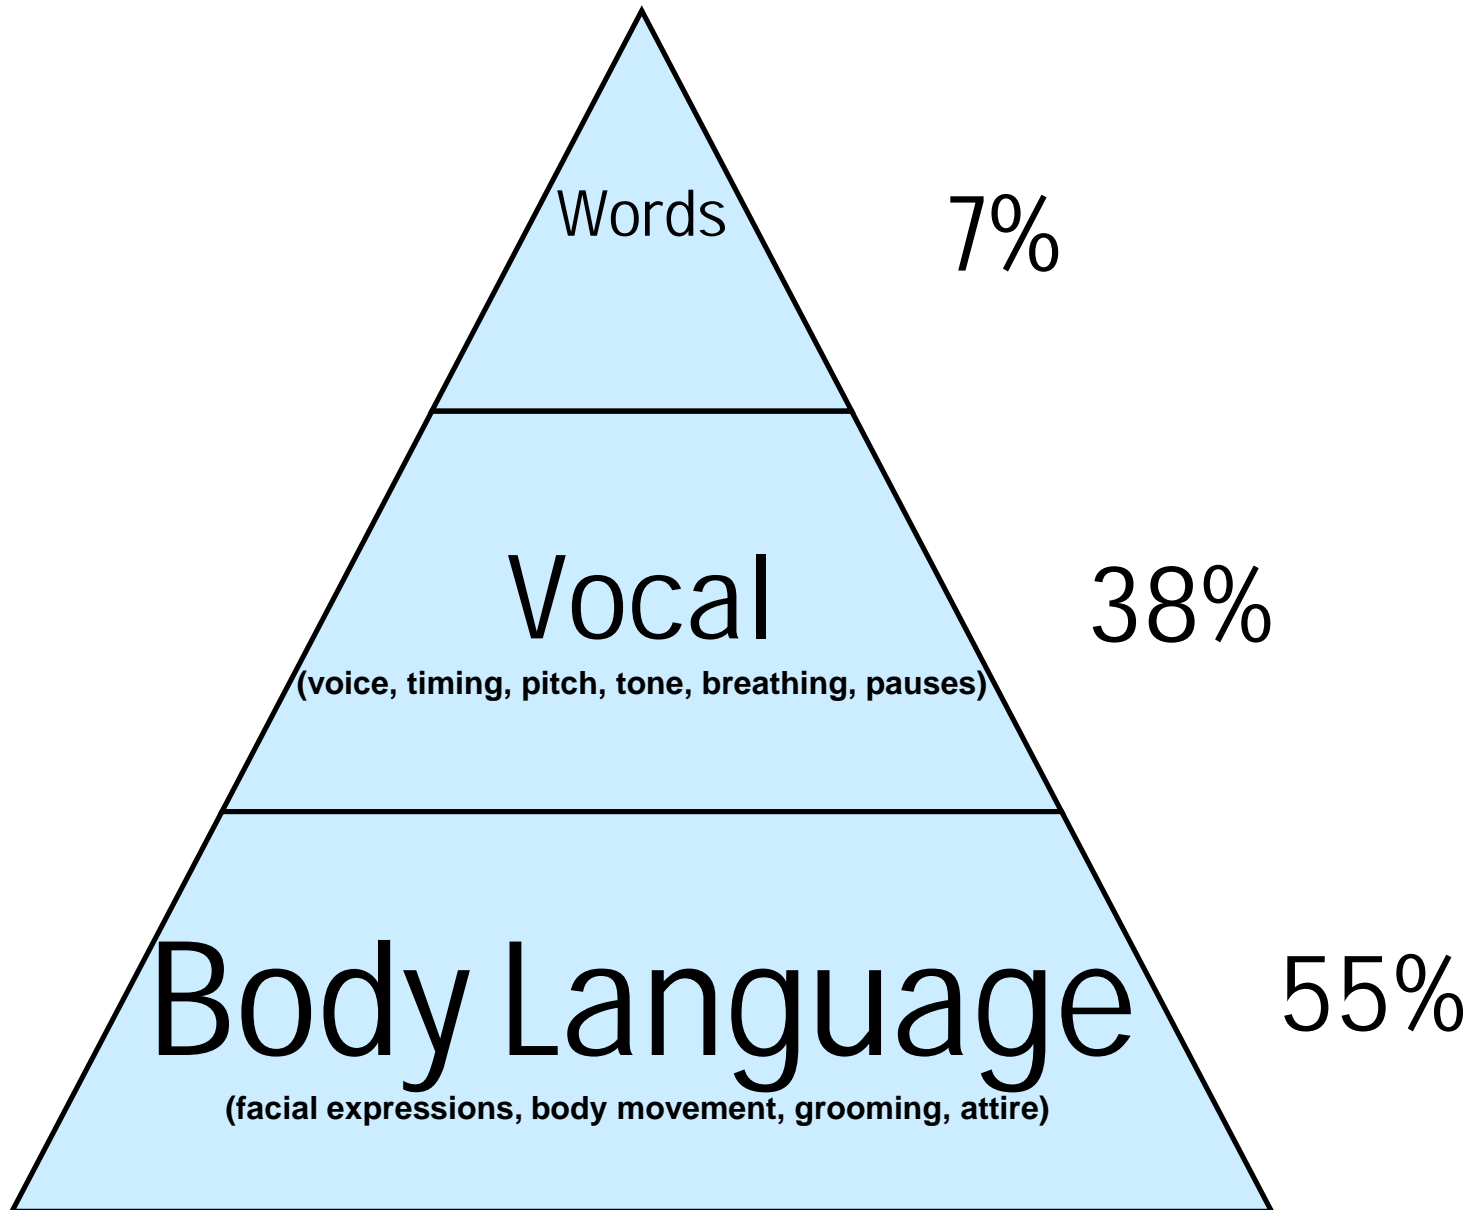 Words
7%
Vocal
38%
(voice, timing, pitch, tone, breathing, pauses)
Body Language
55%
(facial expressions, body movement, grooming, attire)